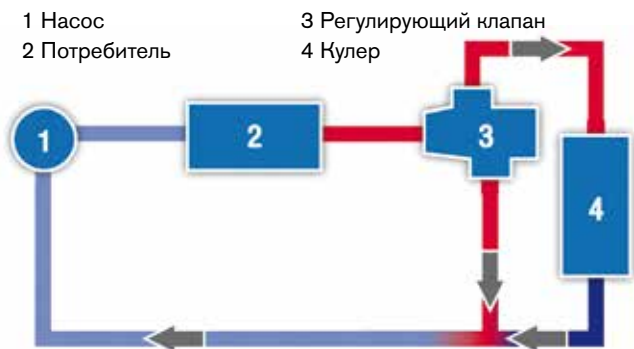 1 Насос
2 Потребитель
3 Регулирующий клапан
4 Кулер
1
2
3
4